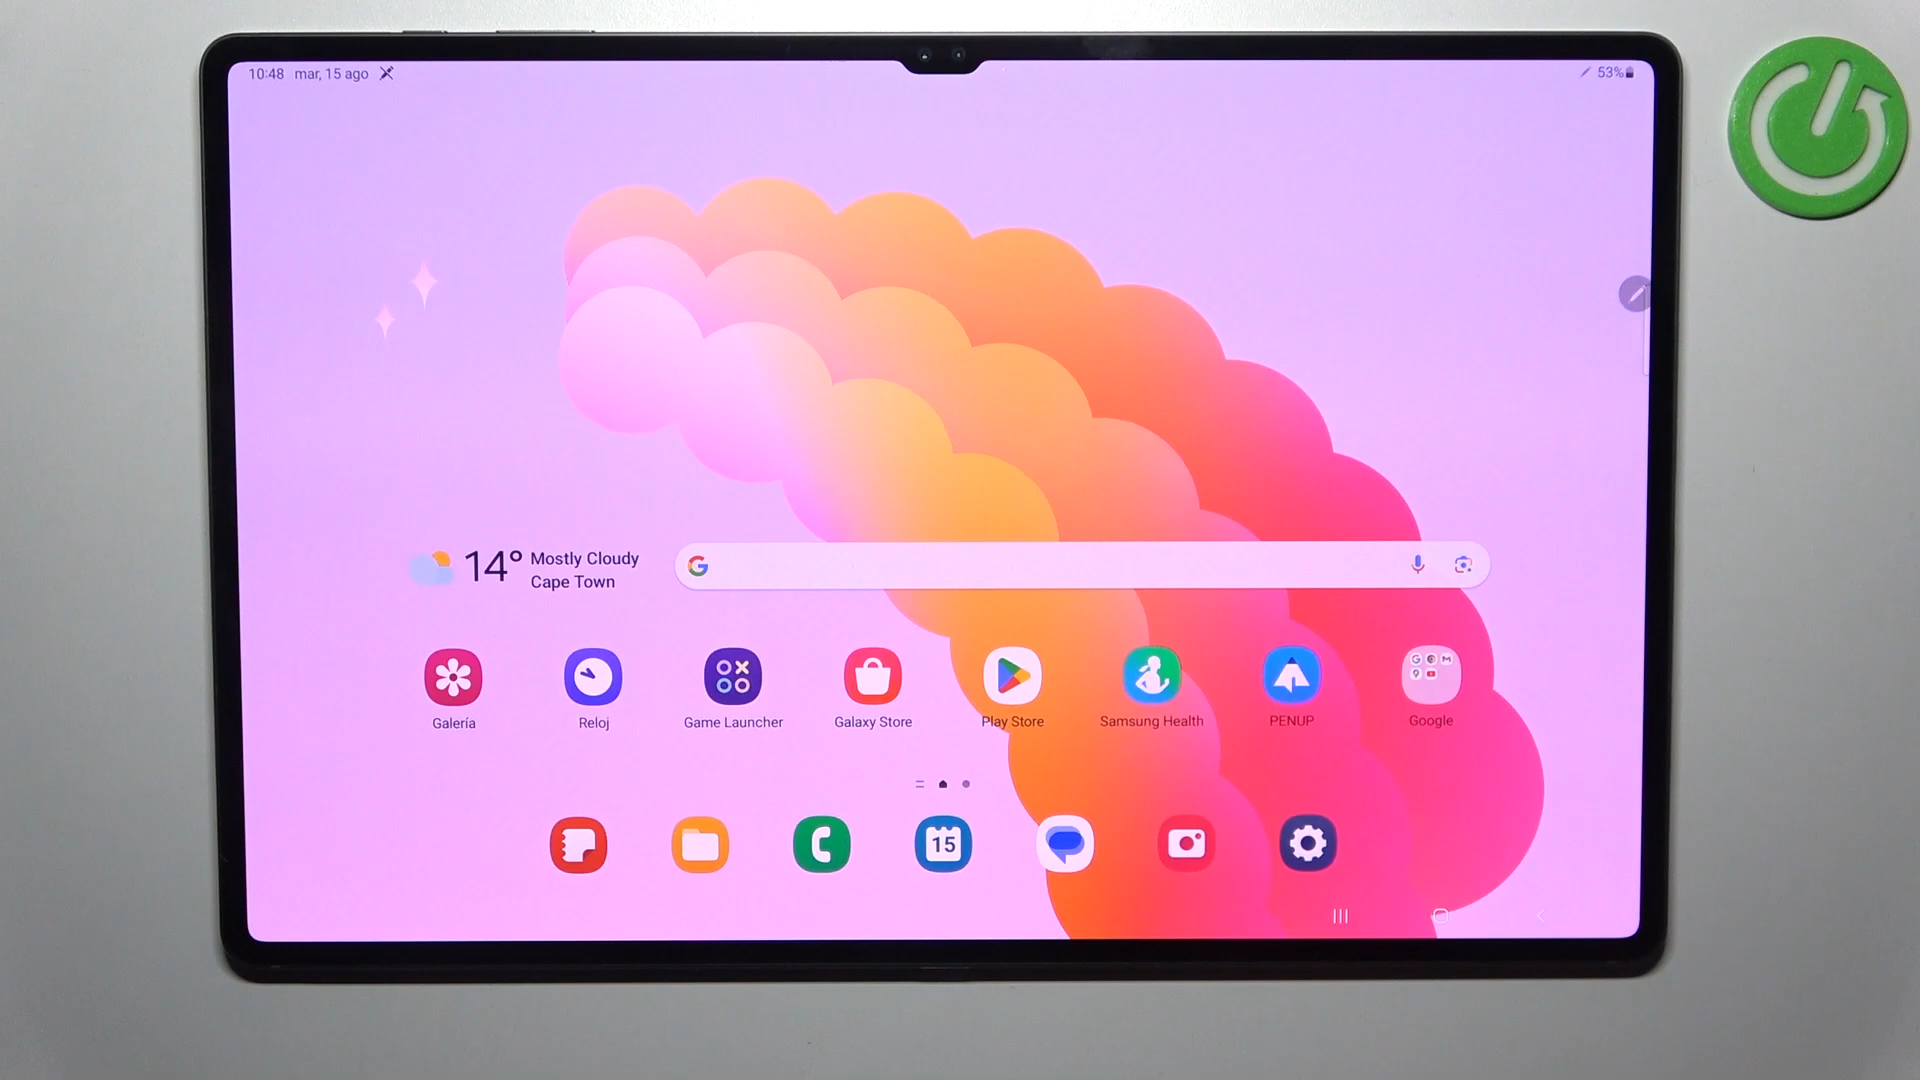 10:48 mar, 15 ago
53%
14° Mostly Cloudy
Cape Town
G
Galería Reloj Game Launcher Galaxy Store Play Store Samsung Health PENUP Google
15